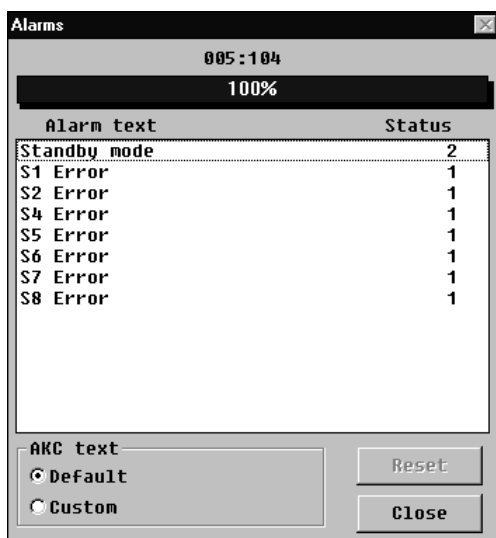 Alarms
005:104
100%
Alarm text Status
Standby mode 2
S1 Error 1
S2 Error 1
S4 Error 1
S5 Error 1
S6 Error 1
S7 Error 1
S8 Error 1
AKC text
Default
Custom
Reset
Close